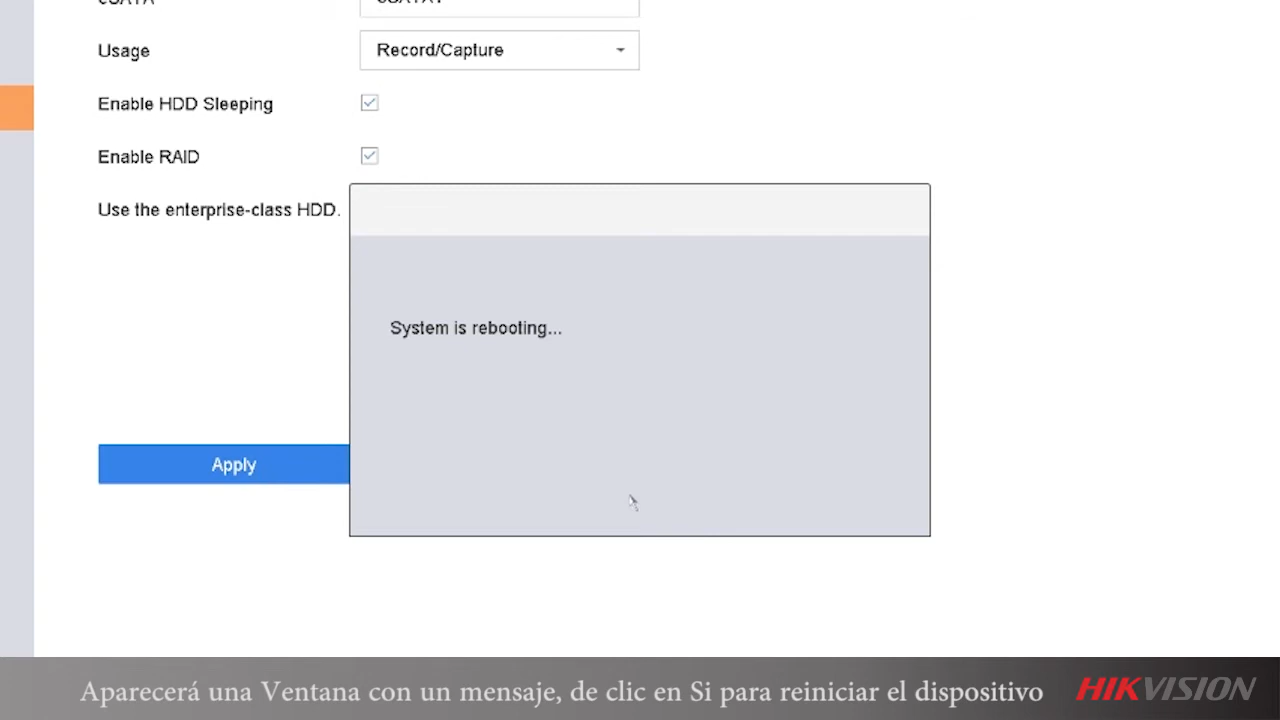 Usage
Record/Capture
Enable HDD Sleeping
Enable RAID
Use the enterprise-class HDD.
System is rebooting...
Apply
Aparecerá una Ventana con un mensaje, de clic en Si para reiniciar el dispositivo
HIKVISION